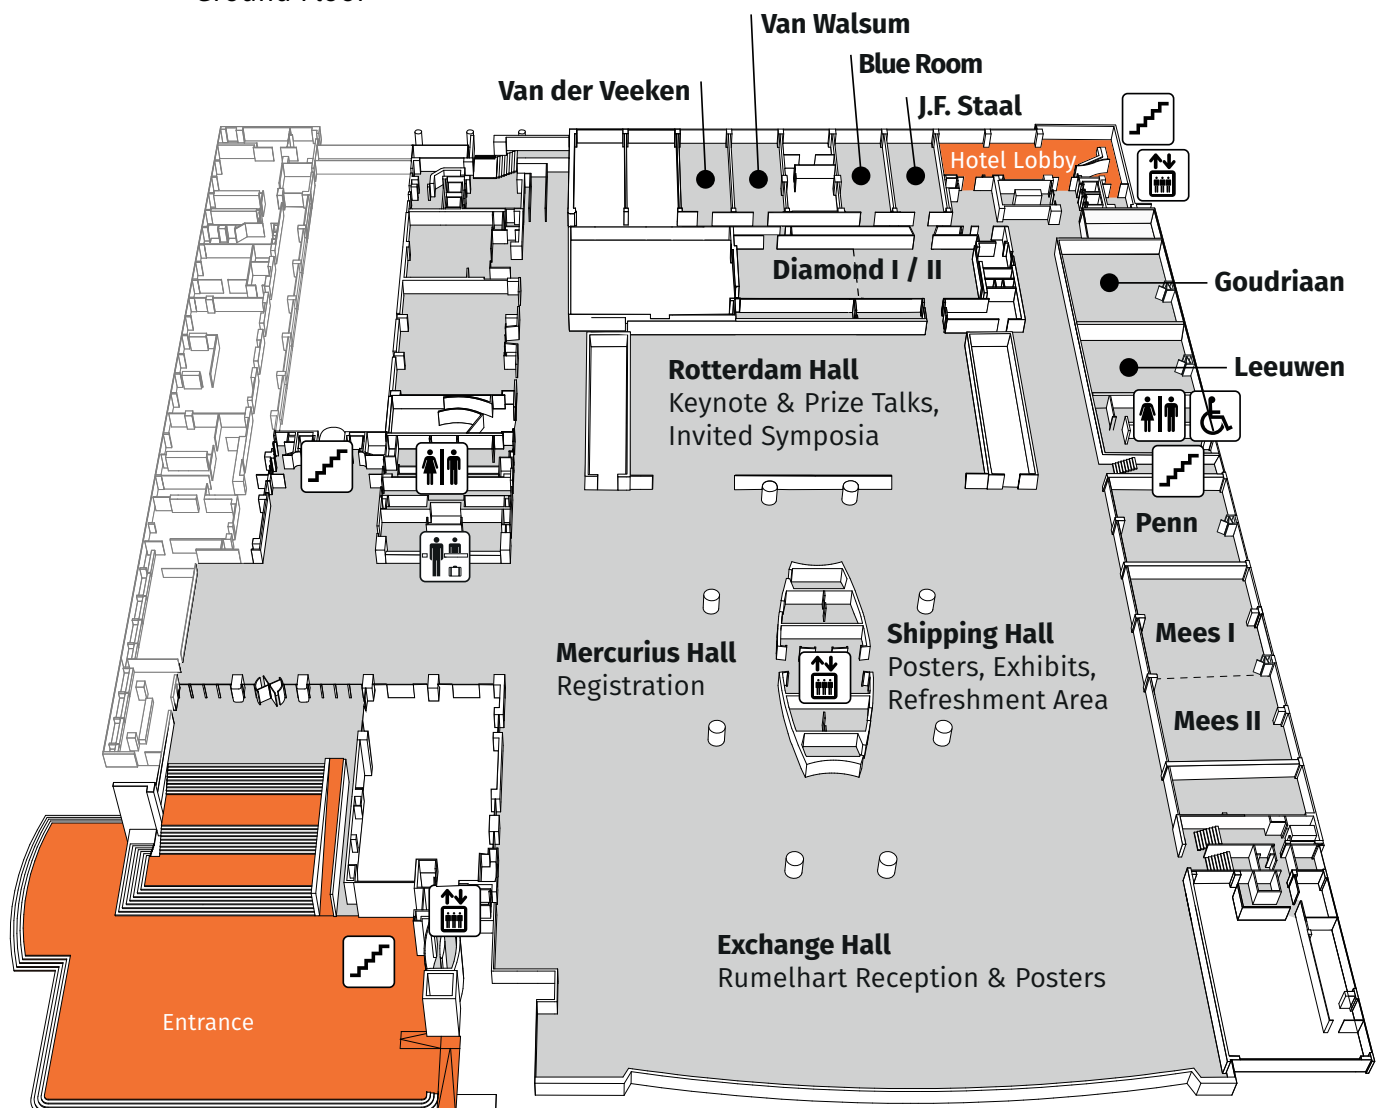 Ground Floor
Van Walsum
Blue Room
Van der Veeken
J.F. Staal
Hotel Lobby
Diamond I / II
Goudriaan
Leeuwen
Rotterdam Hall
Keynote & Prize Talks,
Invited Symposia
Penn
Mees I
Mees II
Mercurius Hall
Registration
Shipping Hall
Posters, Exhibits,
Refreshment Area
Exchange Hall
Rumelhart Reception & Posters
Entrance